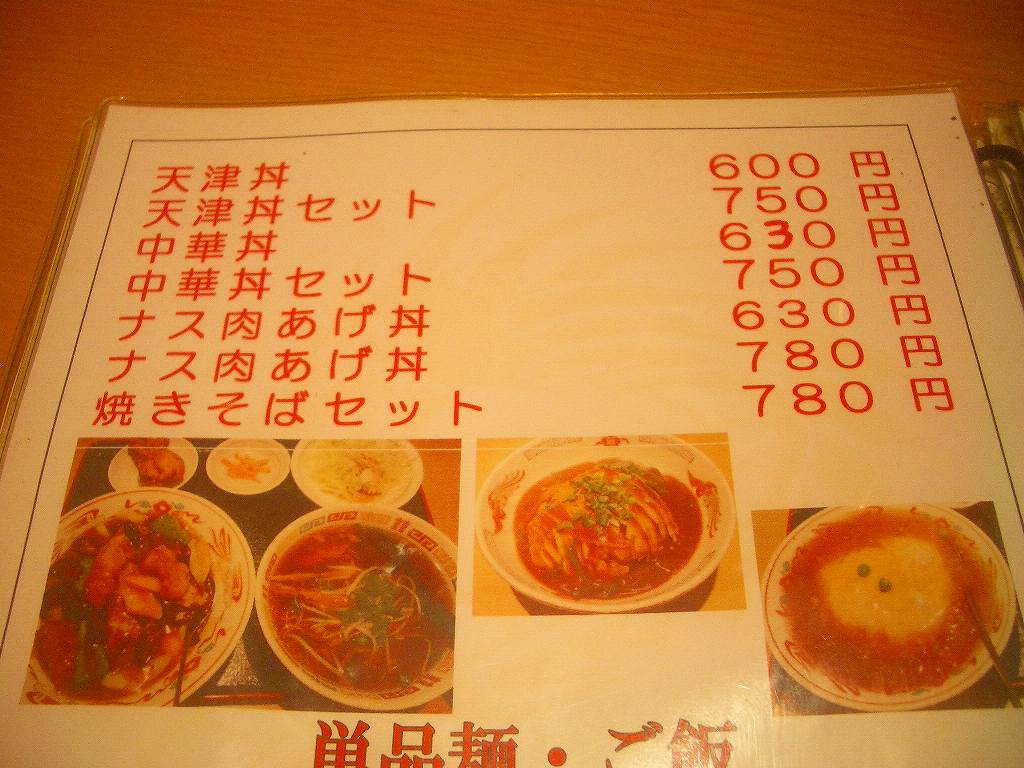 天津丼 600 円
天津丼セット 750 円
中華丼 630 円
中華丼セット 750 円
ナス肉あげ丼 630 円
ナス肉あげ丼 780 円
焼きそばセット 780 円
単品麺・ご飯